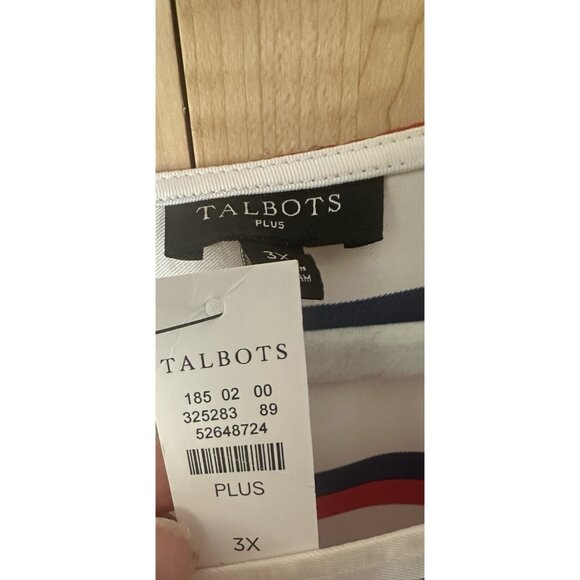 TALBOTS
PLUS
3X
TALBOTS
185 02 00
325283 89
52648724
PLUS
3X